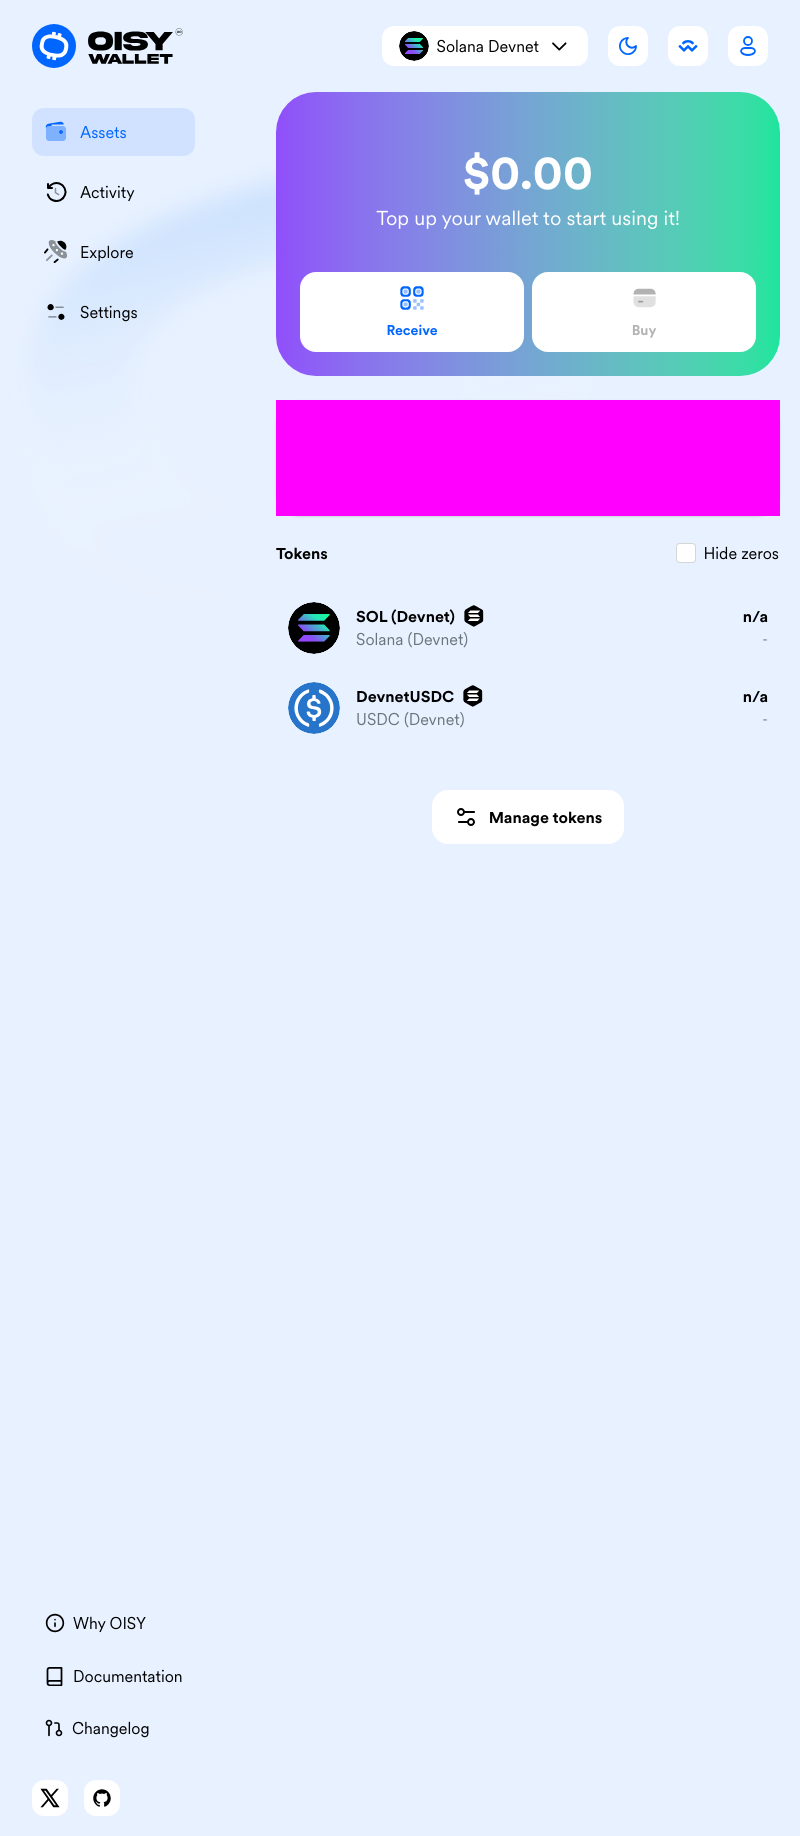 OISY
WALLET
Solana Devnet
Assets
Activity
Explore
Settings
$0.00
Top up your wallet to start using it!
Receive
Buy
Tokens
Hide zeros
SOL (Devnet)
n/a
Solana (Devnet)
-
DevnetUSDC
n/a
USDC (Devnet)
-
Manage tokens
Why OISY
Documentation
Changelog